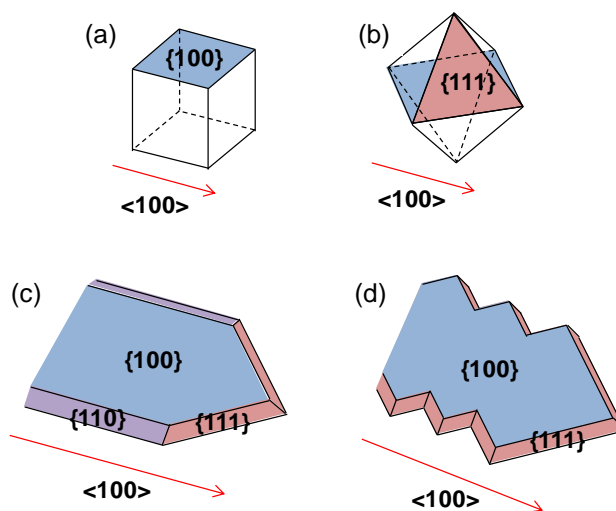 (a)
{100}
<100>
(b)
{111}
<100>
(c)
{100}
{110}
{111}
<100>
(d)
{100}
{111}
<100>